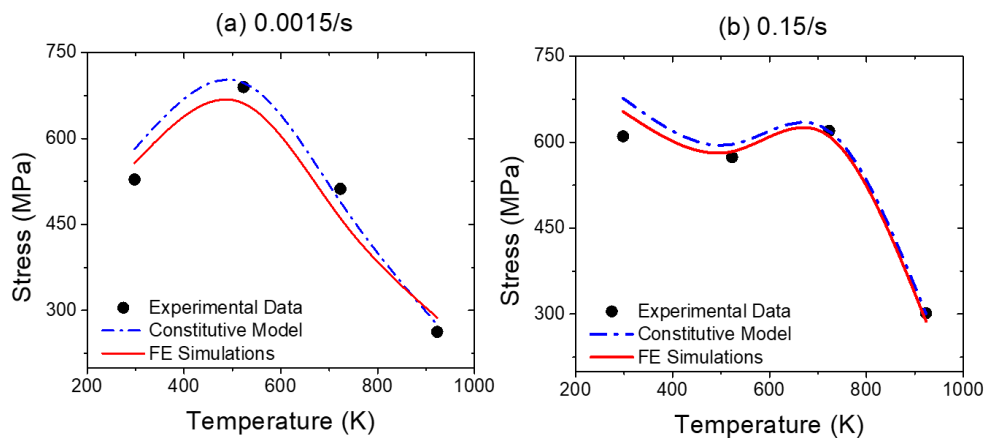 (a) 0.0015/s
750
600
450
300
Stress (MPa)
Experimental Data
Constitutive Model
FE Simulations
200 400 600 800 1000
Temperature (K)
(b) 0.15/s
750
600
450
300
Stress (MPa)
Experimental Data
Constitutive Model
FE Simulations
200 400 600 800 1000
Temperature (K)